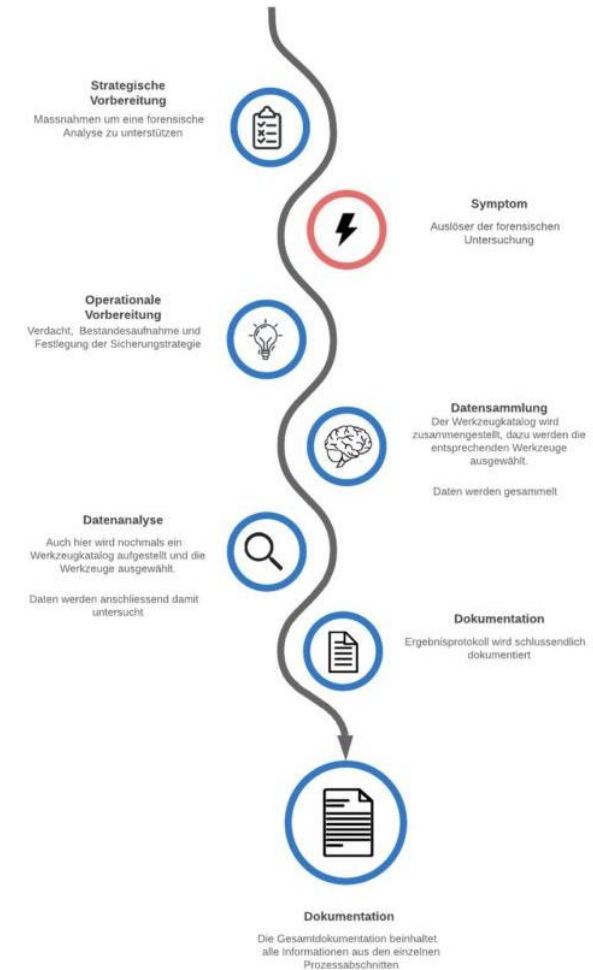 Strategische
Vorbereitung
Massnahmen um eine forensische
Analyse zu unterstützen
Symptom
Auslöser der forensischen
Untersuchung
Operationale
Vorbereitung
Verdacht, Bestandesaufnahme und
Festlegung der Sicherungstrategie
Datensammlung
Der Werkzeugkatalog wird
zusammengestellt, dazu werden die
entsprechenden Werkzeuge
ausgewählt.
Daten werden gesammelt
Datenanalyse
Auch hier wird nochmals ein
Werkzeugkatalog aufgestellt und die
Werkzeuge ausgewählt.
Daten werden anschliessend damit
untersucht
Dokumentation
Ergebnisprotokoll wird schlussendlich
dokumentiert
Dokumentation
Die Gesamtdokumentation beinhaltet
alle Informationen aus den einzelnen
Prozessabschnitten